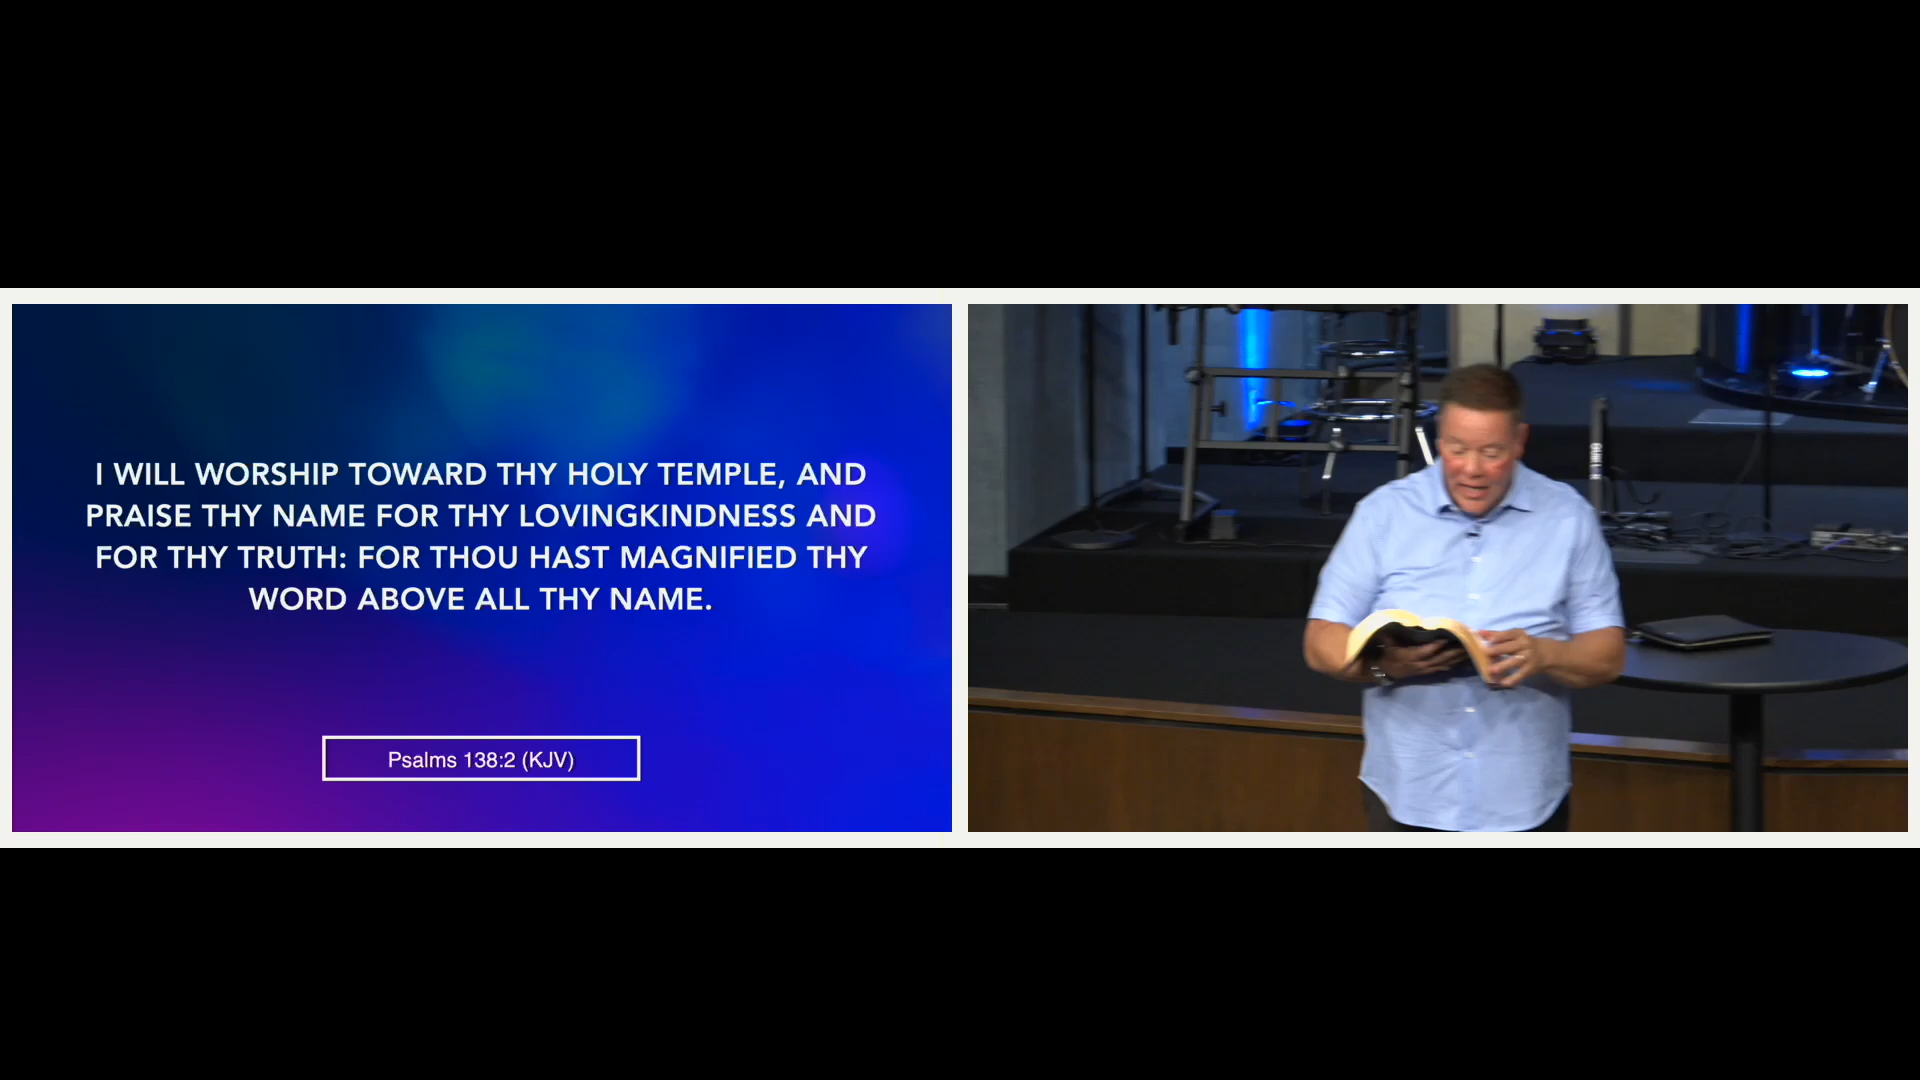 I WILL WORSHIP TOWARD THY HOLY TEMPLE, AND
PRAISE THY NAME FOR THY LOVINGKINDNESS AND
FOR THY TRUTH: FOR THOU HAST MAGNIFIED THY
WORD ABOVE ALL THY NAME.
Psalms 138:2 (KJV)